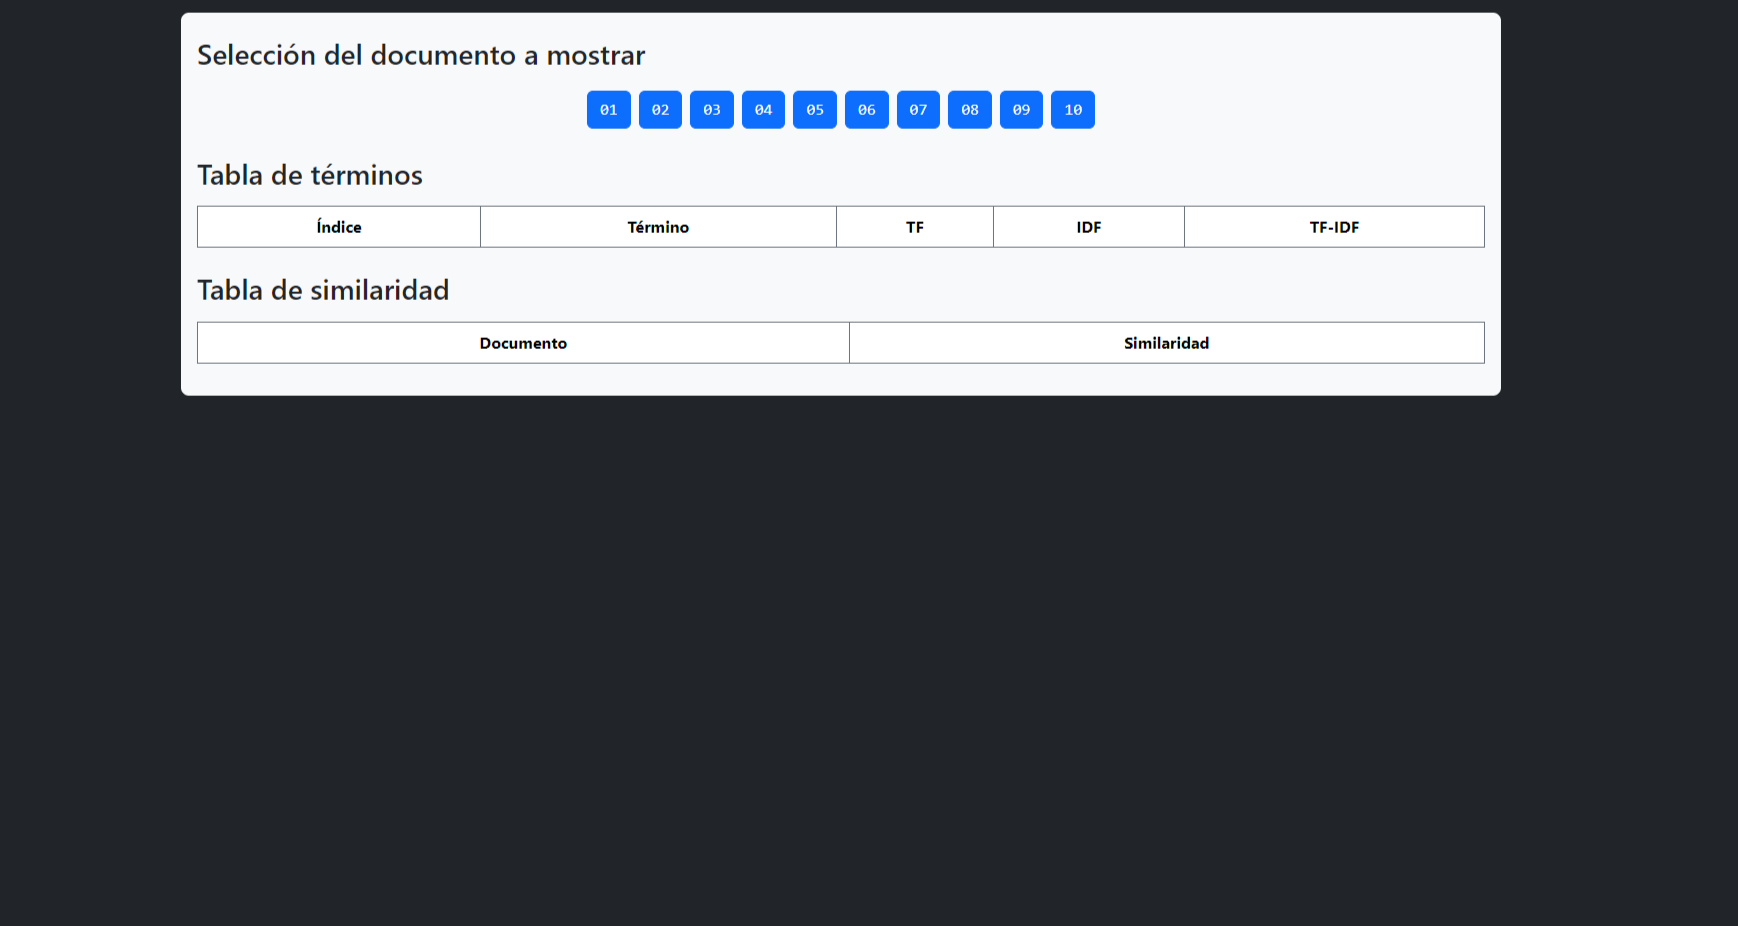 Selección del documento a mostrar
01 02 03 04 05 06 07 08 09 10
Tabla de términos
Índice Término TF IDF TF-IDF
Tabla de similaridad
Documento Similaridad